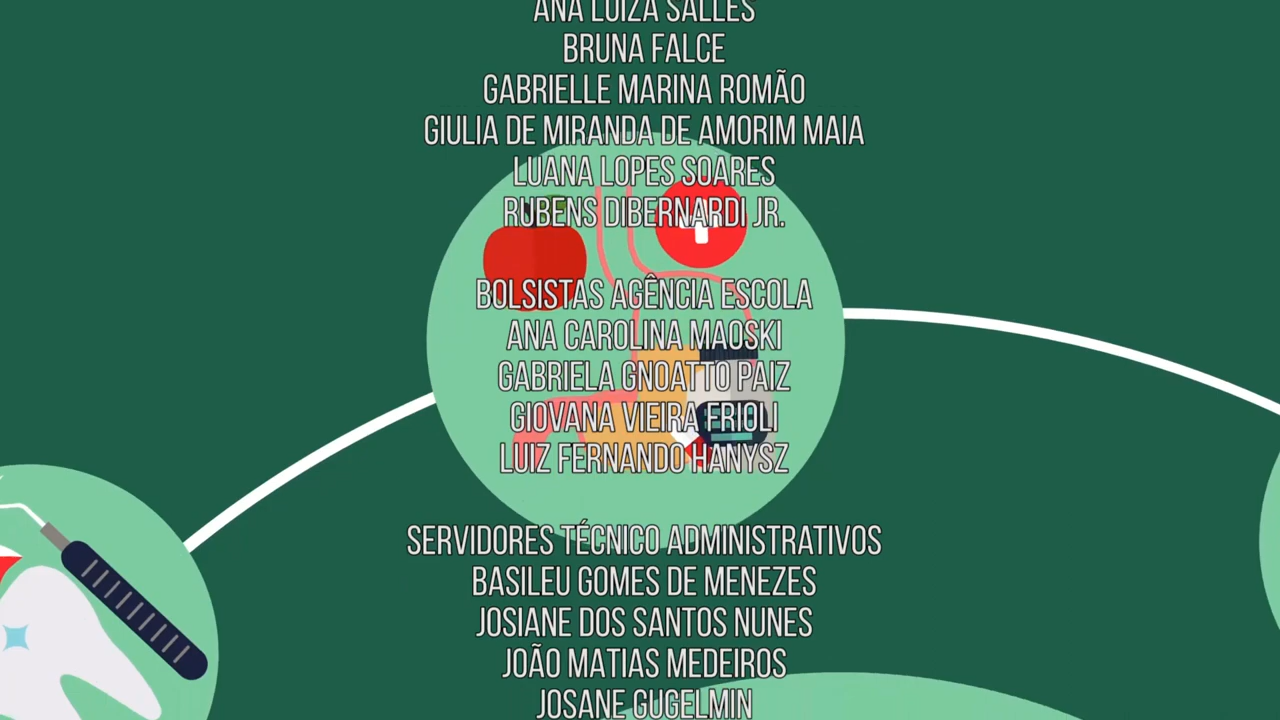 ANA LUIZA SALLES
BRUNA FALCE
GABRIELLE MARINA ROMÃO
GIULIA DE MIRANDA DE AMORIM MAIA
LUANA LOPES SOARES
RUBENS DIBERNARDI JR.
BOLSISTAS AGÊNCIA ESCOLA
ANA CAROLINA MAOSKI
GABRIELA GNOATTO PAIZ
GIOVANA VIEIRA FRIOLI
LUIZ FERNANDO HANYSZ
SERVIDORES TÉCNICO ADMINISTRATIVOS
BASILEU GOMES DE MENEZES
JOSIANE DOS SANTOS NUNES
JOÃO MATIAS MEDEIROS
JOSANE GUGELMIN